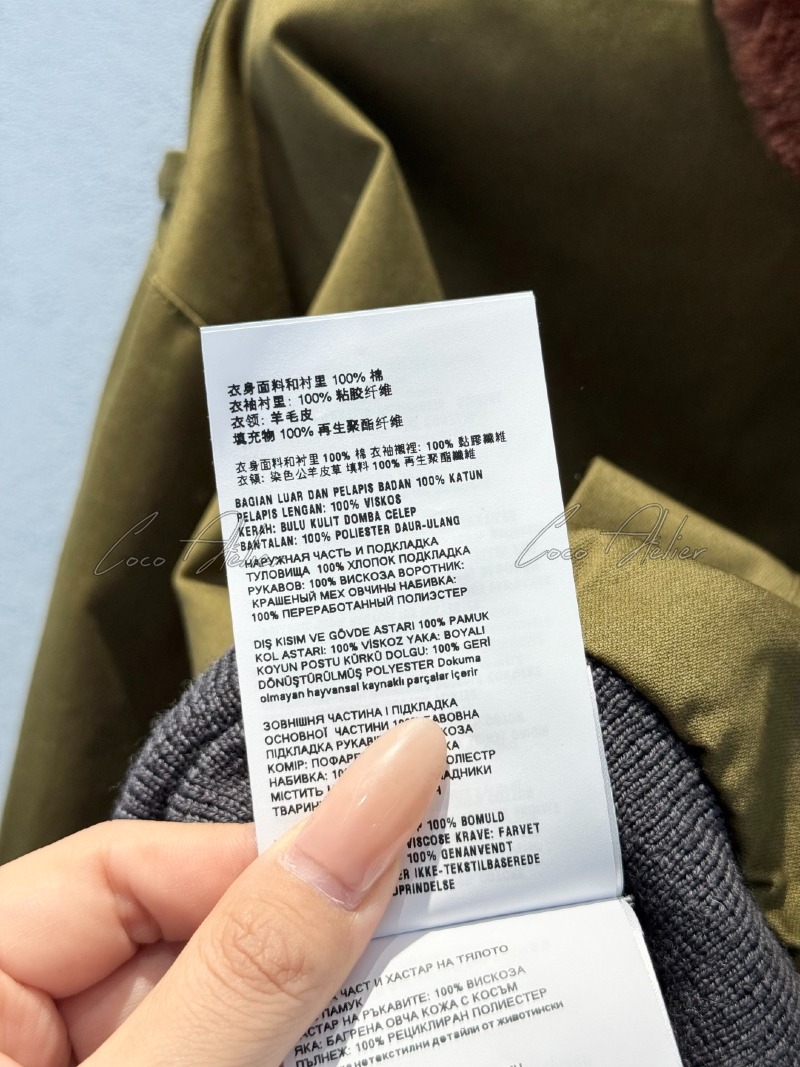 衣身面料和衬里 100% 棉
衣袖衬里: 100% 粘胶纤维
衣领: 羊毛皮
填充物 100% 再生聚酯纤维
衣身面料和衬里 100% 棉 衣袖襯裡: 100% 黏膠纖維
衣領: 染色公羊皮草 填料 100% 再生聚酯纖維
BAGIAN LUAR DAN PELAPIS BADAN 100% KATUN
PELAPIS LENGAN: 100% VISKOS
KERAH: BULU KULIT DOMBA CELEP
BANTALAN: 100% POLIESTER DAUR-ULANG
НАРУЖНАЯ ЧАСТЬ И ПОДКЛАДКА
ТУЛОВИЩА 100% ХЛОПОК ПОДКЛАДКА
РУКАВОВ: 100% ВИСКОЗА ВОРОТНИК:
КРАШЕНЫЙ МЕХ ОВЧИНЫ НАБИВКА:
100% ПЕРЕРАБОТАННЫЙ ПОЛИЭСТЕР
Coco Atelier Coco Atelier
DIŞ KISIM VE GÖVDE ASTARI 100% PAMUK
KOL ASTARI: 100% VİSKOZ YAKA: BOYALI
KOYUN POSTU KÜRKÜ DOLGU: 100% GERİ
DÖNÜŞTÜRÜLMÜŞ POLYESTER Dokuma
olmayan hayvansal kaynaklı parçalar içerir
ЗОВНІШНЯ ЧАСТИНА І ПІДКЛАДКА
ОСНОВНОЇ ЧАСТИНИ
ПІДКЛАДКА
КОМІР:
НАБИВКА:
МІСТИТЬ
100% BOMULD
VISCOSE KRAVE: FARVET
100% GENANVENDT
IKKE-TEKSTILBASEREDE
ЧАСТ И ХАСТАР НА ТЯЛОТО
ПАМУК
НА РЪКАВИТЕ: 100% ВИСКОЗА
ЯКА: БАГРЕНА ОВЧА КОЖА С КОСЪМ
ПЪЛНЕЖ: 100% РЕЦИКЛИРАН ПОЛИЕСТЕР
нетекстилни детайли от животински